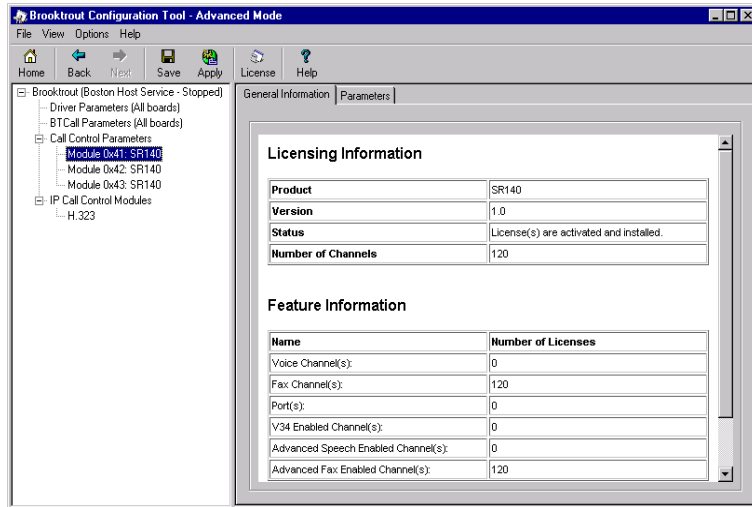 Brooktrout Configuration Tool - Advanced Mode
File View Options Help
Home Back Next Save Apply License Help
Brooktrout (Boston Host Service - Stopped)
Driver Parameters (All boards)
BTCall Parameters (All boards)
Call Control Parameters
Module 0x41: SR140
Module 0x42: SR140
Module 0x43: SR140
IP Call Control Modules
H.323
General Information Parameters
Licensing Information
Product SR140
Version 1.0
Status License(s) are activated and installed.
Number of Channels 120
Feature Information
Name Number of Licenses
Voice Channel(s): 0
Fax Channel(s): 120
Port(s): 0
V34 Enabled Channel(s): 0
Advanced Speech Enabled Channel(s): 0
Advanced Fax Enabled Channel(s): 120